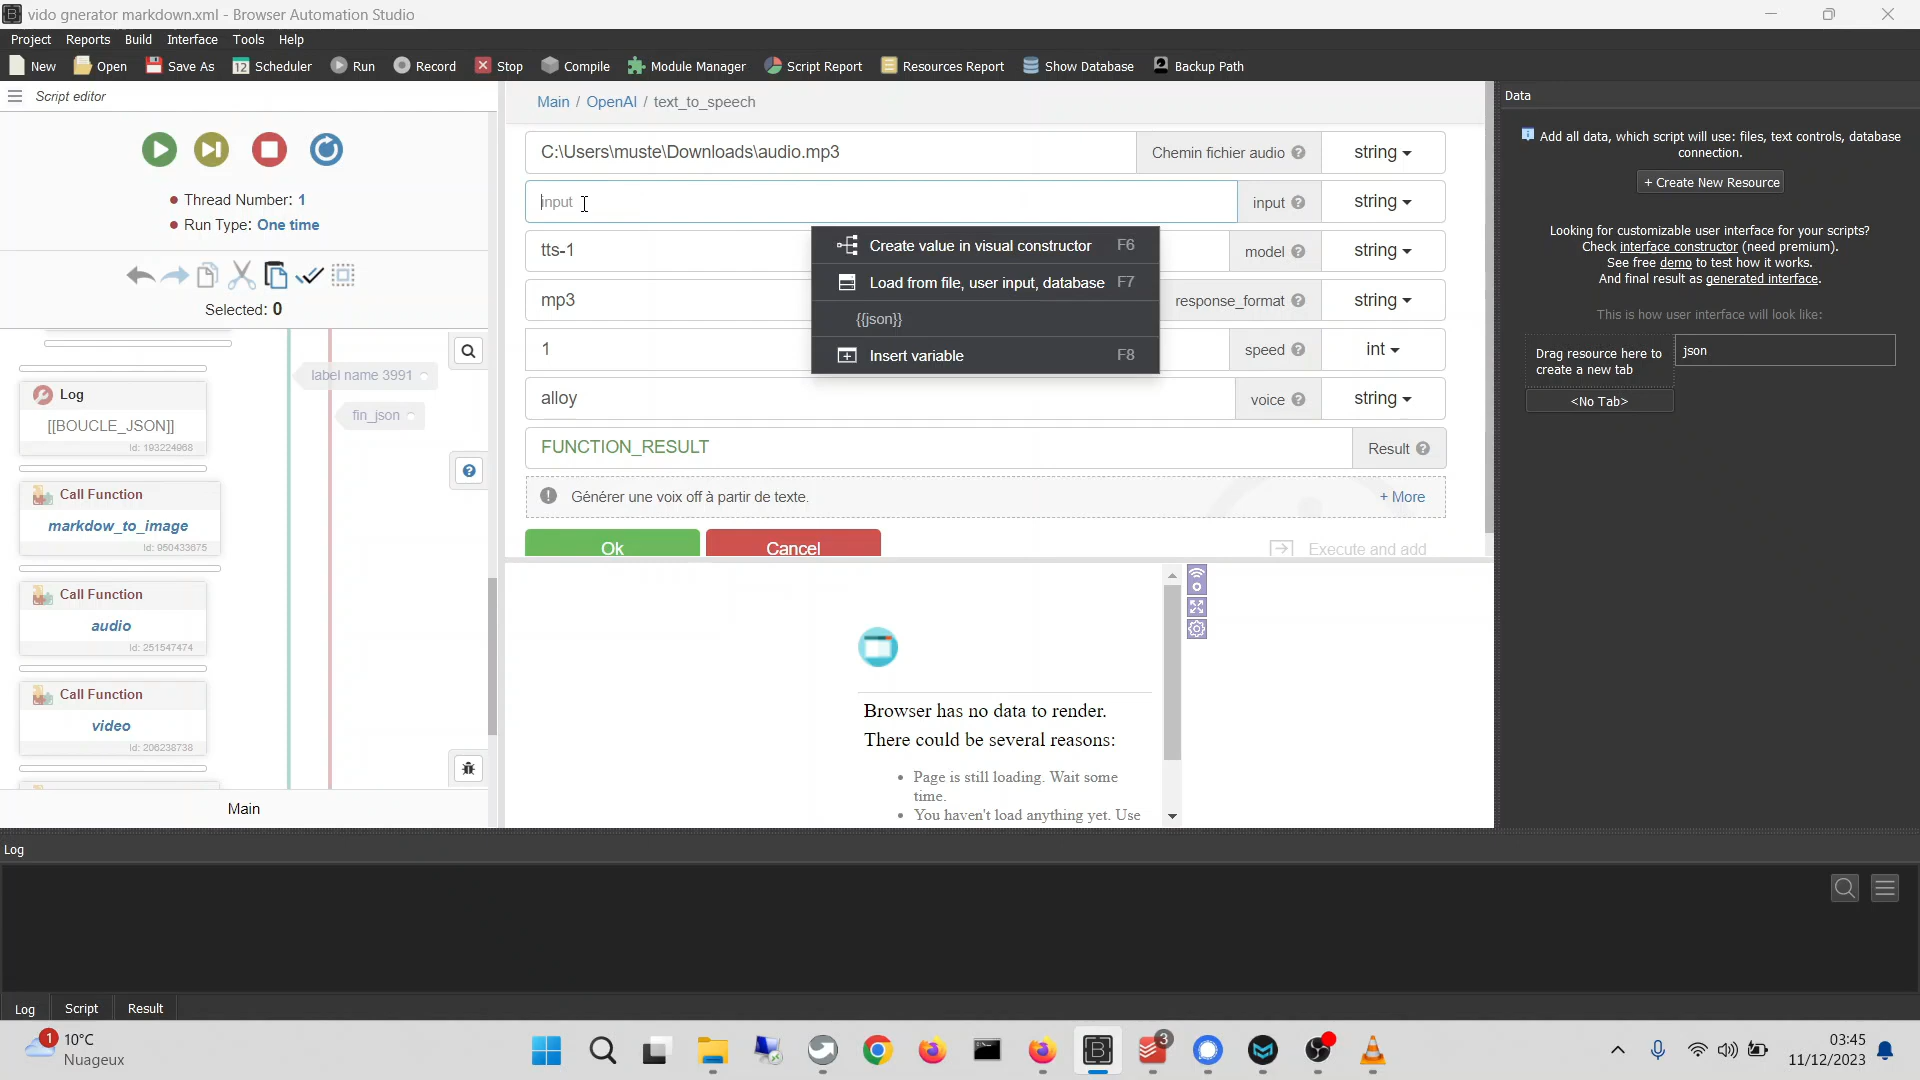 vido gnerator markdown.xml - Browser Automation Studio
Project Reports Build Interface Tools Help
New Open Save As Scheduler Run Record Stop Compile Module Manager Script Report Resources Report Show Database Backup Path
Script editor
Thread Number: 1
Run Type: One time
Selected: 0
label name 3991
fin_json
Log
[[BOUCLE_JSON]]
Id: 193224968
Call Function
markdow_to_image
Id: 950433675
Call Function
audio
Id: 251547474
Call Function
video
Id: 206238738
Main
Main / OpenAI / text_to_speech
C:\Users\muste\Downloads\audio.mp3 Chemin fichier audio string
input input string
tts-1 model string
mp3 response_format string
1 speed int
alloy voice string
FUNCTION_RESULT Result
Générer une voix off à partir de texte. + More
Ok Cancel Execute and add
Create value in visual constructor F6
Load from file, user input, database F7
{{json}}
Insert variable F8
Browser has no data to render.
There could be several reasons:
Page is still loading. Wait some
time.
You haven't load anything yet. Use
Data
Add all data, which script will use: files, text controls, database
connection.
+ Create New Resource
Looking for customizable user interface for your scripts?
Check interface constructor (need premium).
See free demo to test how it works.
And final result as generated interface.
This is how user interface will look like:
Drag resource here to
create a new tab
<No Tab>
json
Log
Log Script Result
1
10°C
Nuageux
3
03:45
11/12/2023